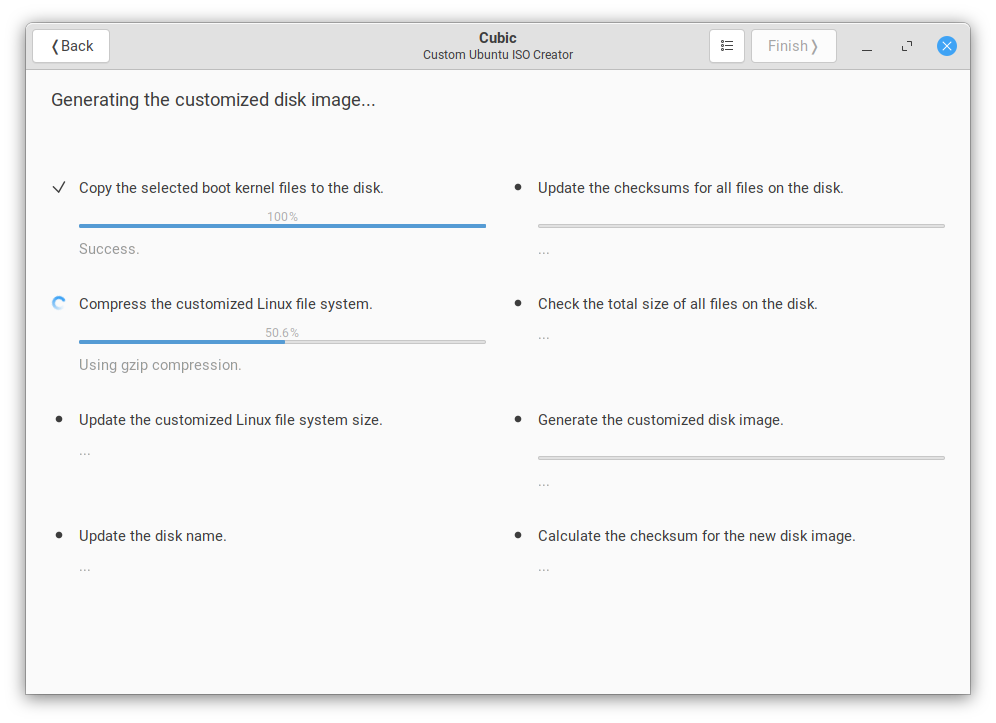 ❬Back
Cubic
Custom Ubuntu ISO Creator
Finish❭
Generating the customized disk image...
Copy the selected boot kernel files to the disk.
100%
Success.
Compress the customized Linux file system.
50.6%
Using gzip compression.
Update the customized Linux file system size.
...
Update the disk name.
...
Update the checksums for all files on the disk.
...
Check the total size of all files on the disk.
...
Generate the customized disk image.
...
Calculate the checksum for the new disk image.
...